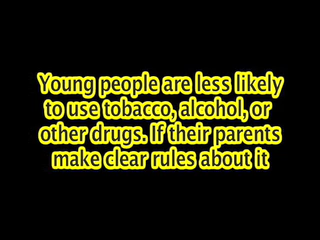 Young people are less likely
to use tobacco, alcohol, or
other drugs. If their parents
make clear rules about it